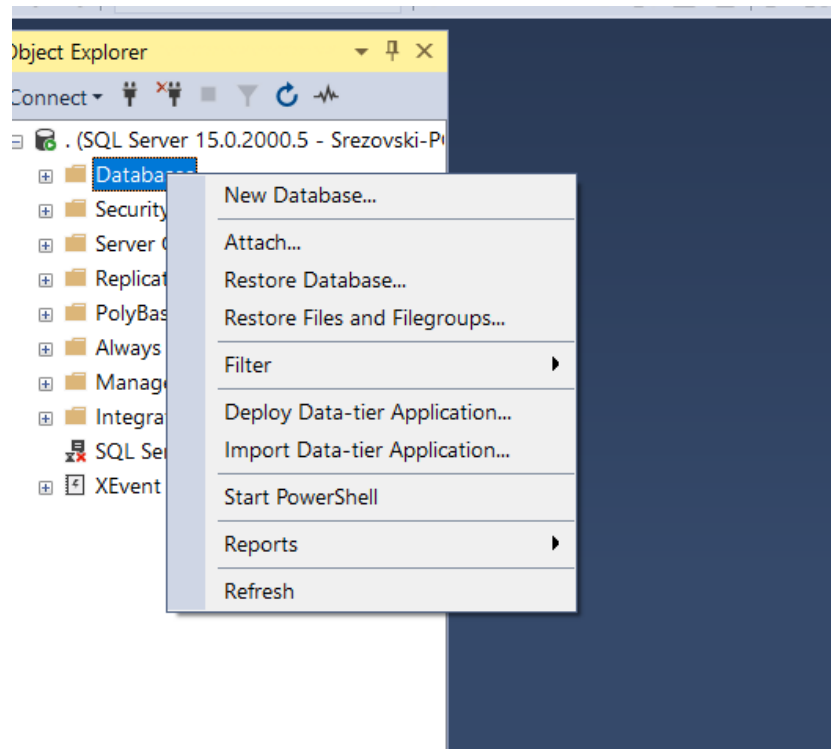 Object Explorer
Connect
. (SQL Server 15.0.2000.5 - Srezovski-P
Databases
Security
Server
Replicat
PolyBas
Always
Manage
Integra
SQL Ser
XEvent
New Database...
Attach...
Restore Database...
Restore Files and Filegroups...
Filter
Deploy Data-tier Application...
Import Data-tier Application...
Start PowerShell
Reports
Refresh